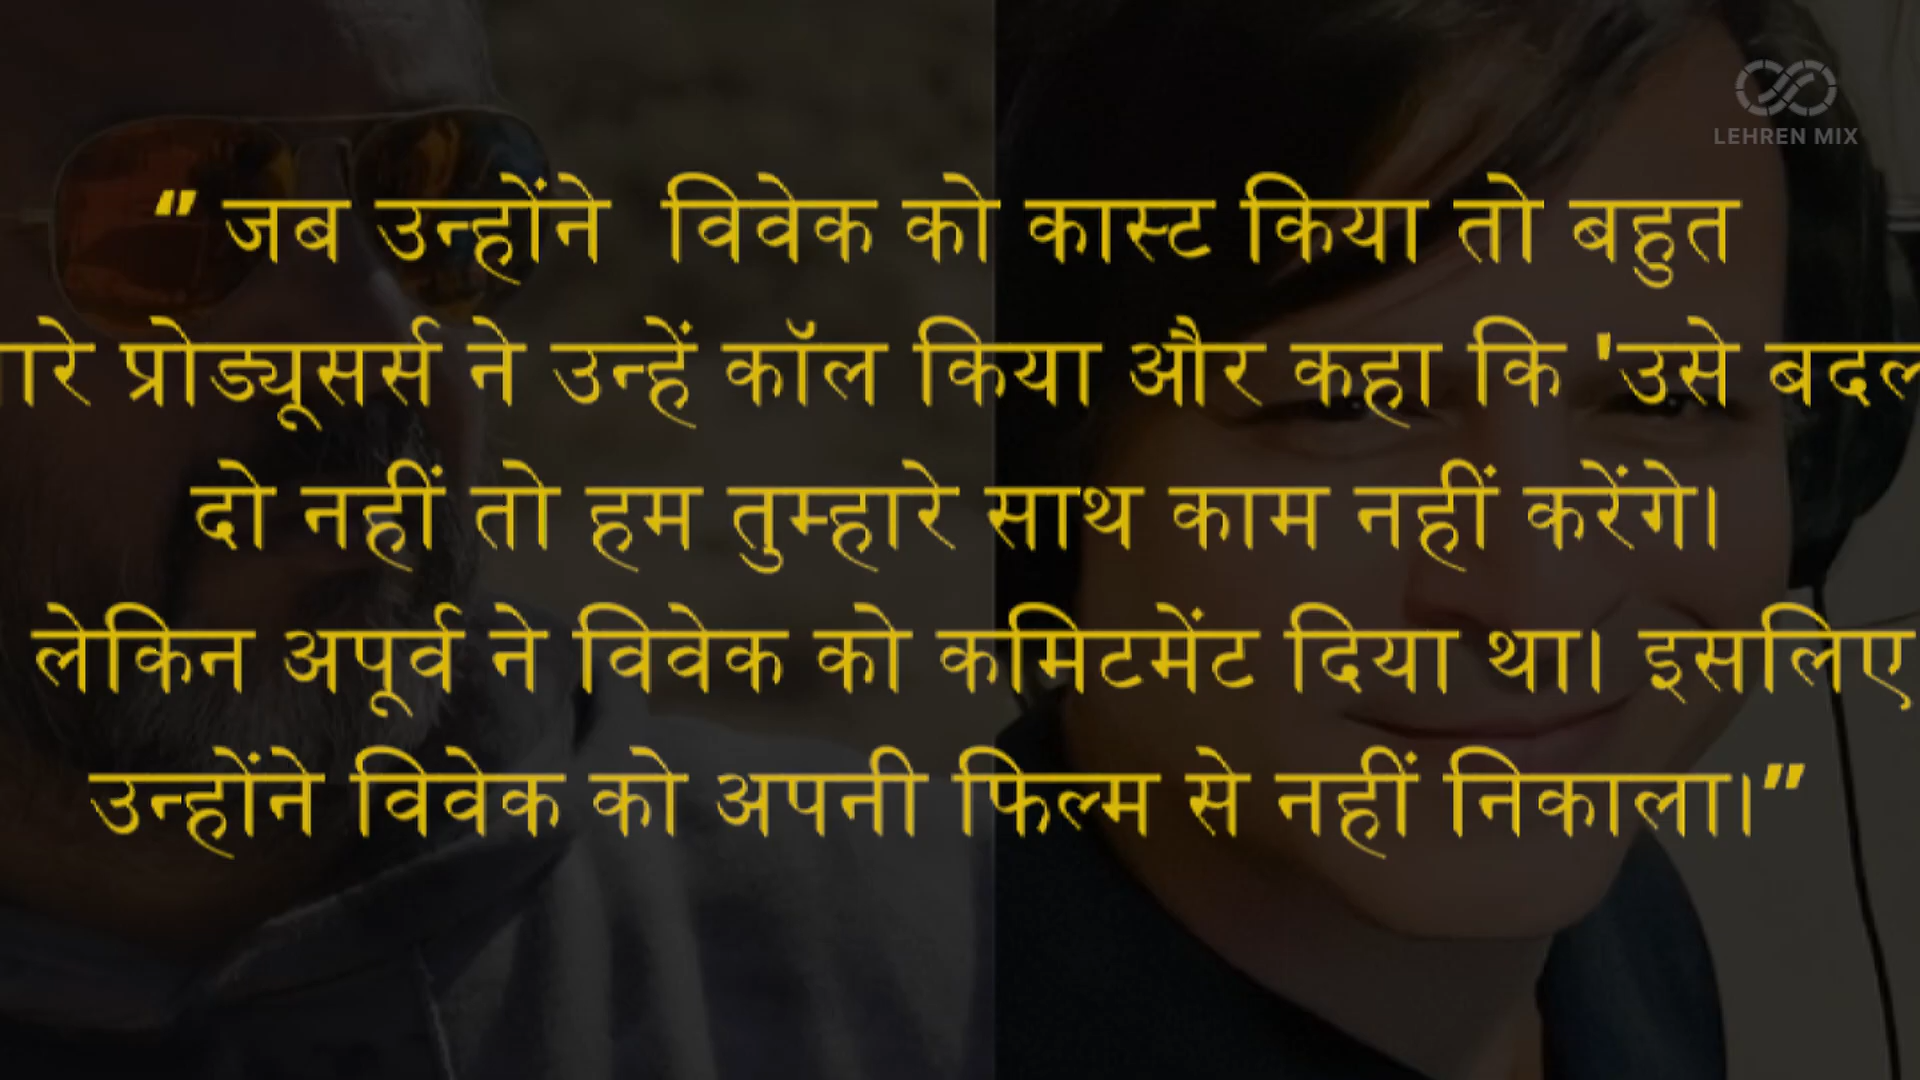 LEHREN MIX
“ जब उन्होंने विवेक को कास्ट किया तो बहुत
ारे प्रोड्यूसर्स ने उन्हें कॉल किया और कहा कि 'उसे बदल
दो नहीं तो हम तुम्हारे साथ काम नहीं करेंगे।
लेकिन अपूर्व ने विवेक को कमिटमेंट दिया था। इसलिए
उन्होंने विवेक को अपनी फिल्म से नहीं निकाला।”